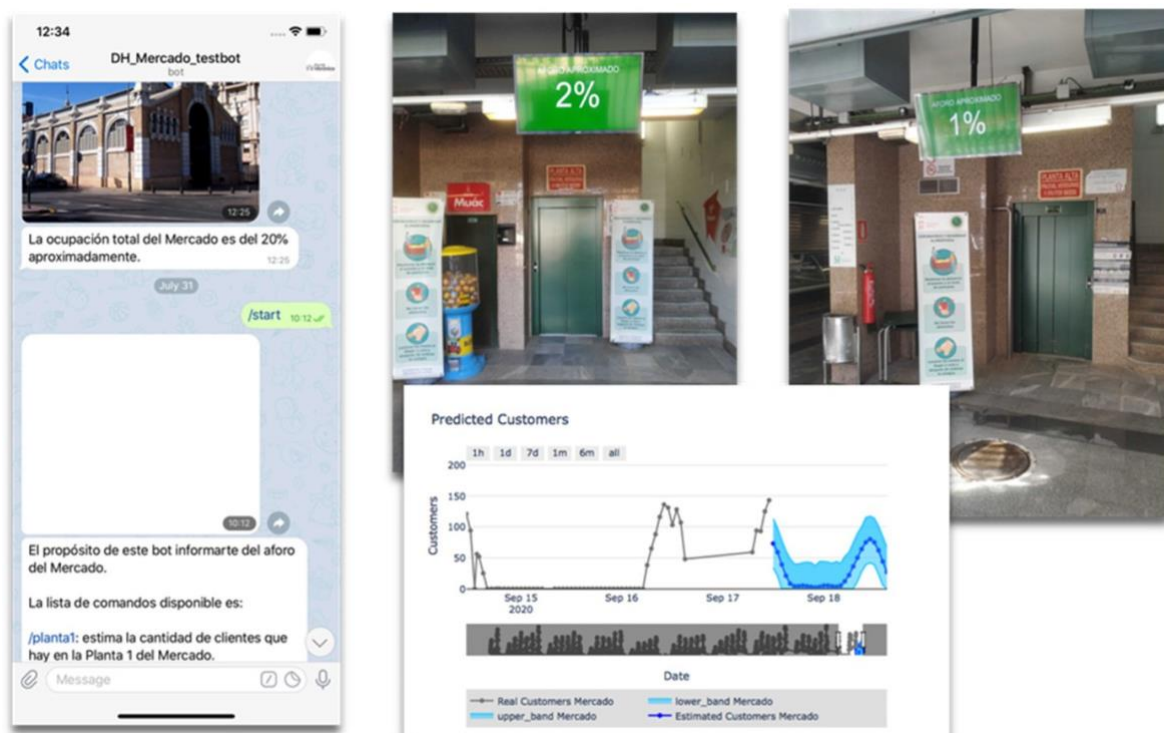 12:34
Chats
DH_Mercado_testbot
bot
12:25
La ocupación total del Mercado es del 20%
aproximadamente.
12:25
July 31
/start 10:12
10:12
El propósito de este bot informarte del aforo
del Mercado.
La lista de comandos disponible es:
/planta1: estima la cantidad de clientes que
hay en la Planta 1 del Mercado.
Message
AFORO APROXIMADO
2%
PLANTA ALTA
Muac
AFORO APROXIMADO
1%
PLANTA ALTA
Predicted Customers
1h 1d 7d 1m 6m all
200
150
100
50
0
Customers
Sep 15
2020
Sep 16
Sep 17
Sep 18
Date
Real Customers Mercado
lower_band Mercado
upper_band Mercado
Estimated Customers Mercado